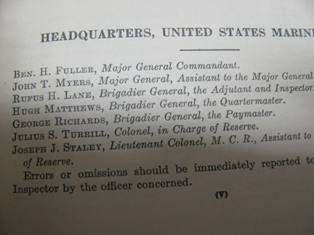 HEADQUARTERS, UNITED STATES MARINE
BEN. H. FULLER, Major General Commandant.
JOHN T. MYERS, Major General, Assistant to the Major General
RUFUS H. LANE, Brigadier General, the Adjutant and Inspector
HUGH MATTHEWS, Brigadier General, the Quartermaster.
GEORGE RICHARDS, Brigadier General, the Paymaster.
JULIUS S. TURRILL, Colonel, in Charge of Reserve.
JOSEPH J. STALEY, Lieutenant Colonel, M. C. R., Assistant to
of Reserve.
Errors or omissions should be immediately reported to
Inspector by the officer concerned.
(V)